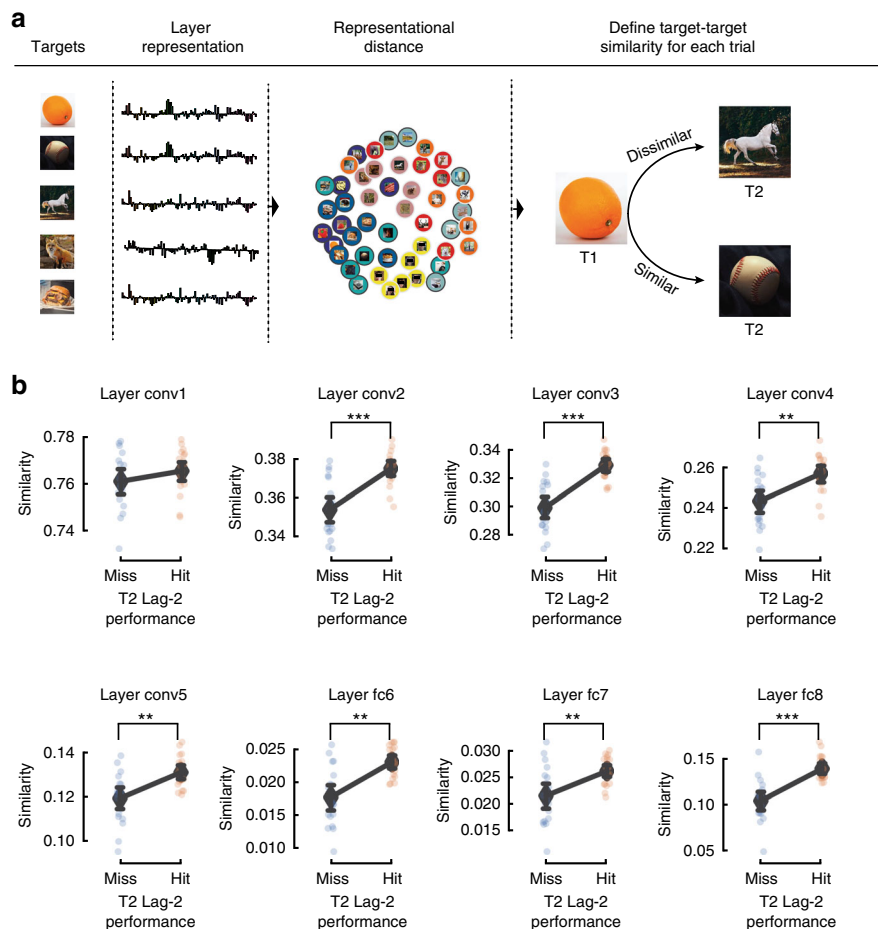 a
Targets
Layer
representation
Representational
distance
Define target-target
similarity for each trial
Dissimilar
T2
T1
Similar
T2
b
Layer conv1
Similarity
0.78
0.76
0.74
Miss Hit
T2 Lag-2
performance
Layer conv2
***
Similarity
0.38
0.36
0.34
Miss Hit
T2 Lag-2
performance
Layer conv3
***
Similarity
0.34
0.32
0.30
0.28
Miss Hit
T2 Lag-2
performance
Layer conv4
**
Similarity
0.26
0.24
0.22
Miss Hit
T2 Lag-2
performance
Layer conv5
**
Similarity
0.14
0.12
0.10
Miss Hit
T2 Lag-2
performance
Layer fc6
**
Similarity
0.025
0.020
0.015
0.010
Miss Hit
T2 Lag-2
performance
Layer fc7
**
Similarity
0.030
0.025
0.020
0.015
Miss Hit
T2 Lag-2
performance
Layer fc8
***
Similarity
0.15
0.10
0.05
Miss Hit
T2 Lag-2
performance